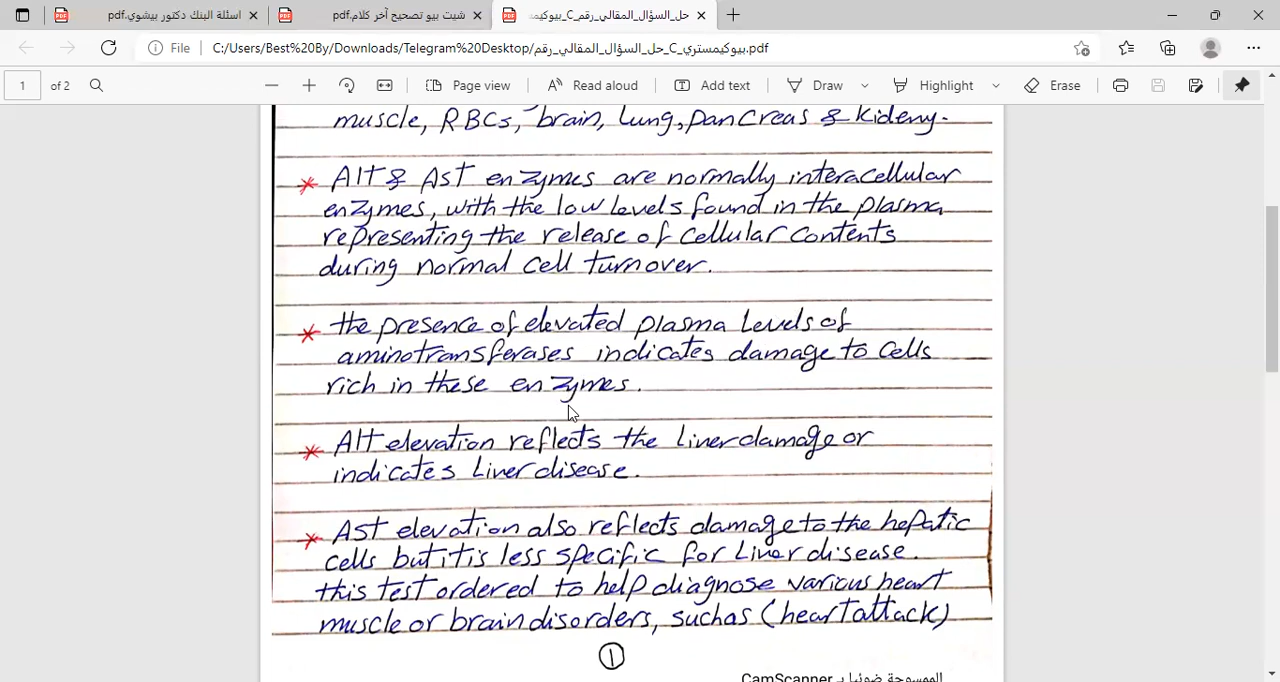 اسئلة البنك دكتور بيشوي.pdf
شيت بيو تصحيح آخر كلام.pdf
حل_السؤال_المقالي_رقم_C_بيوكيمـ
File
C:/Users/Best%20By/Downloads/Telegram%20Desktop/حل_السؤال_المقالي_رقم_C_بيوكيمستري.pdf
1 of 2
Page view
Read aloud
Add text
Draw
Highlight
Erase
muscle, RBCs, brain, lung, pancreas & kideny.
* Alt & Ast enzymes are normally interacellular
enzymes, with the low levels found in the plasma
representing the release of cellular contents
during normal cell turnover.
* the presence of elevated plasma levels of
aminotransferases indicates damage to cells
rich in these enzymes.
* Alt elevation reflects the liver damage or
indicates liver disease.
* Ast elevation also reflects damage to the hepatic
cells but it is less specific for liver disease.
this test ordered to help diagnose various heart
muscle or brain disorders, such as (heart attack)
1
الممسوحة ضوئيا بـ CamScanner